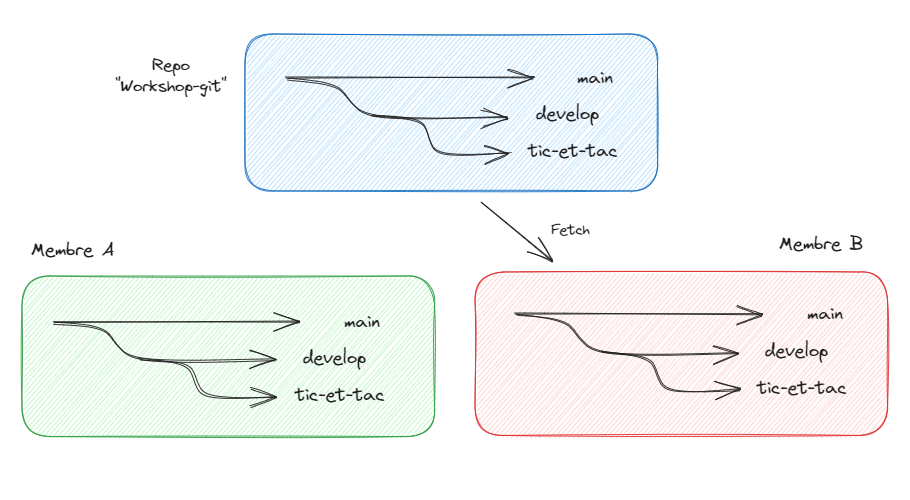 Repo
"Workshop-git"
main
develop
tic-et-tac
Fetch
Membre A
main
develop
tic-et-tac
Membre B
main
develop
tic-et-tac